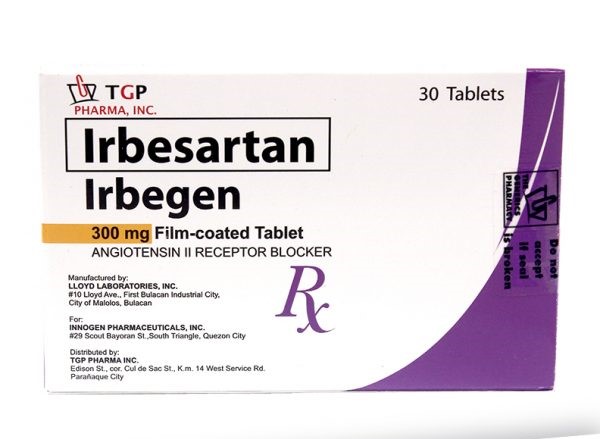 TGP
PHARMA, INC.
30 Tablets
Irbesartan
Irbegen
300 mg Film-coated Tablet
ANGIOTENSIN II RECEPTOR BLOCKER
Rx
Manufactured by:
LLOYD LABORATORIES, INC.
#10 Lloyd Ave., First Bulacan Industrial City,
City of Malolos, Bulacan
For:
INNOGEN PHARMACEUTICALS, INC.
#29 Scout Bayoran St.,South Triangle, Quezon City
Distributed by:
TGP PHARMA INC.
Edison St., cor. Cul de Sac St., K.m. 14 West Service Rd.
Parañaque City
THE
GENERICS
PHARMACY
Do not
accept
if seal
is broken